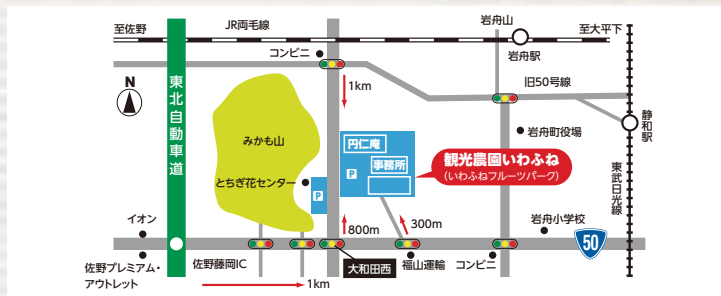 至佐野
JR両毛線
岩舟山
至大平下
コンビニ
岩舟駅
N
1km
旧50号線
東北自動車道
みかも山
円仁庵
事務所
P
岩舟町役場
静和駅
観光農園いわふね
(いわふねフルーツパーク)
とちぎ花センター
P
東武日光線
イオン
800m
300m
岩舟小学校
50
佐野プレミアム・
アウトレット
佐野藤岡IC
大和田西
福山運輸
コンビニ
1km